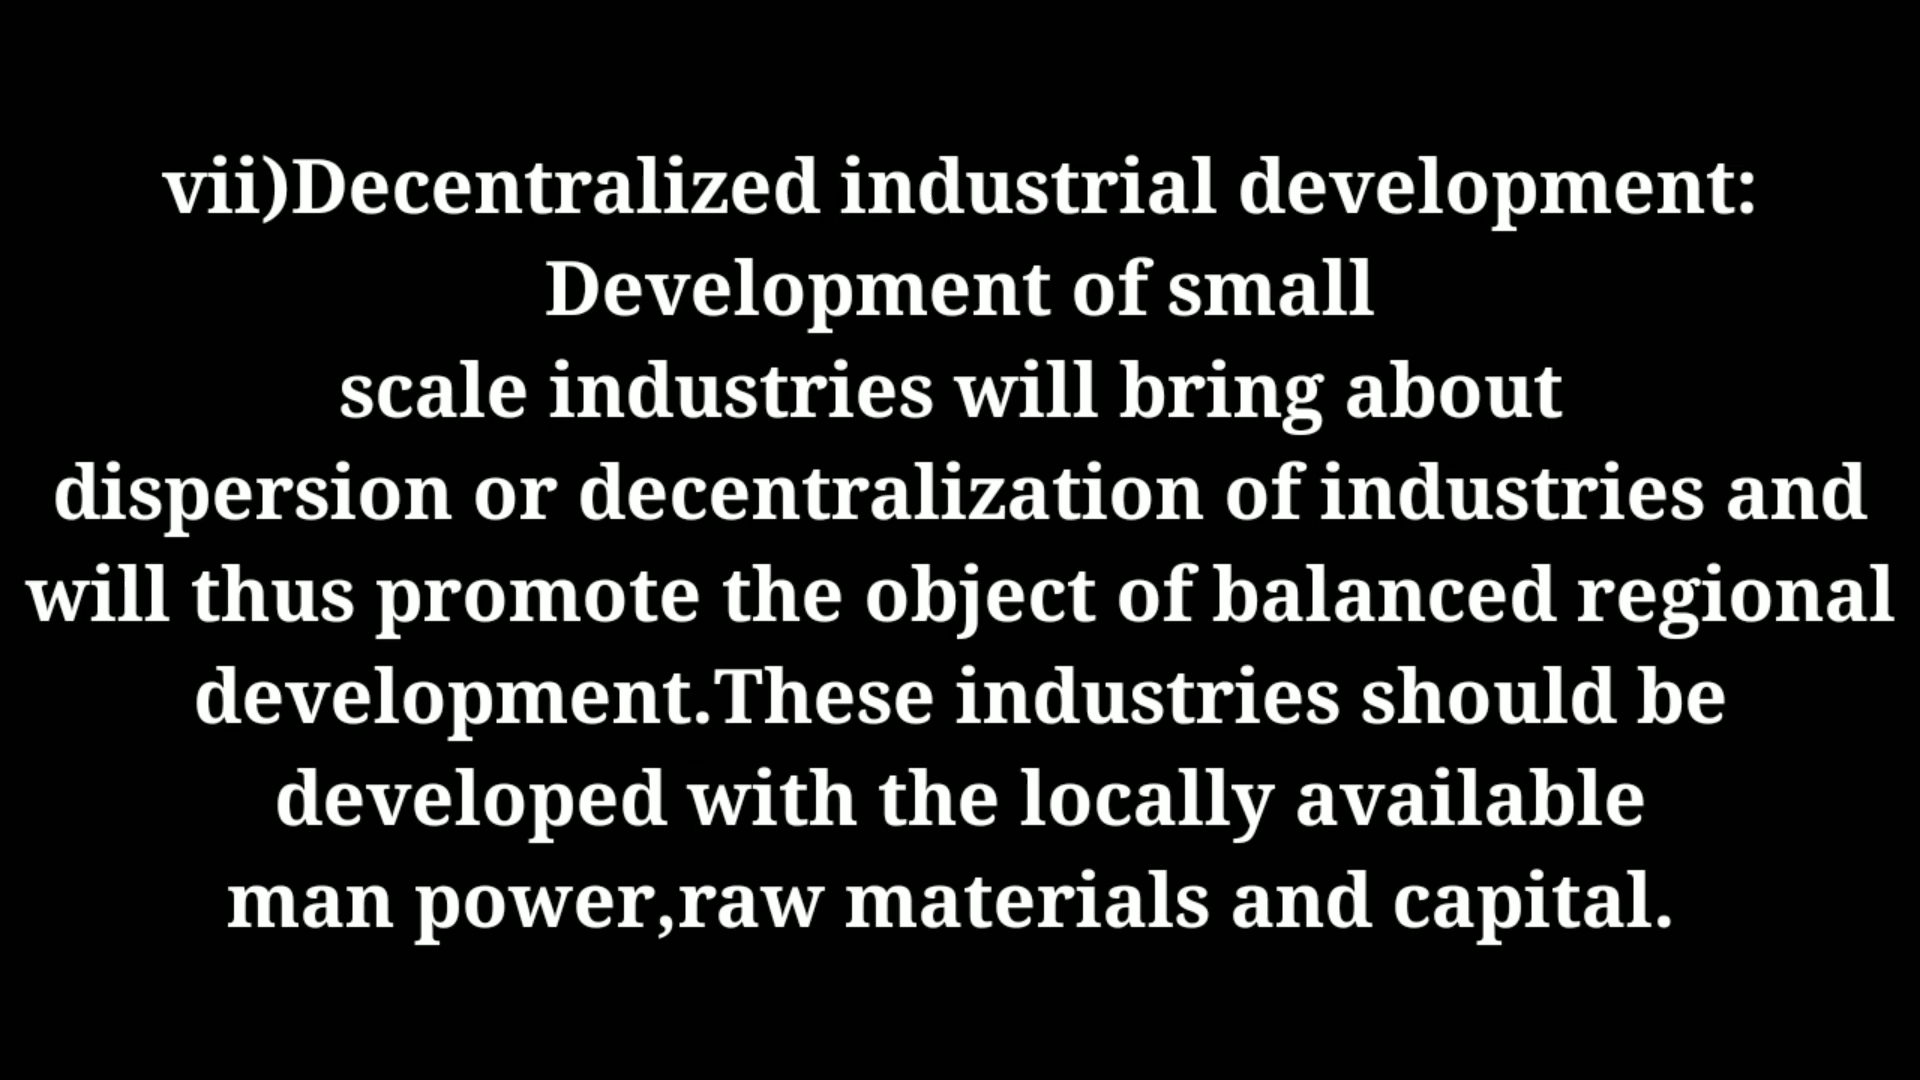 vii)Decentralized industrial development:
Development of small
scale industries will bring about
dispersion or decentralization of industries and
will thus promote the object of balanced regional
development.These industries should be
developed with the locally available
man power,raw materials and capital.